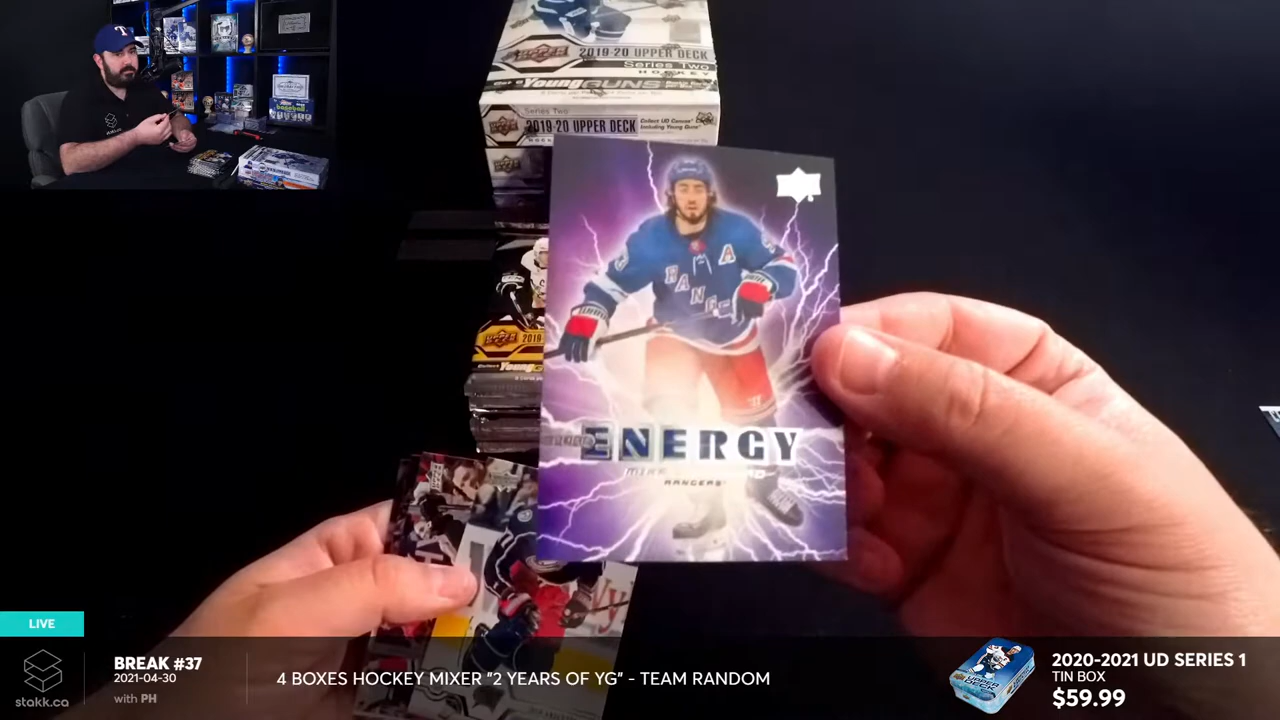 2019-20 UPPER DECK
Series Two
HOCKEY
Young GUNS
Series Two
2019-20 UPPER DECK
Collect UD Canvas
Including Young Guns
A
RANG
ENERGY
RANGERS
2019-
LIVE
stakk.ca
BREAK #37
2021-04-30
with PH
4 BOXES HOCKEY MIXER "2 YEARS OF YG" - TEAM RANDOM
2020-2021 UD SERIES 1
TIN BOX
$59.99